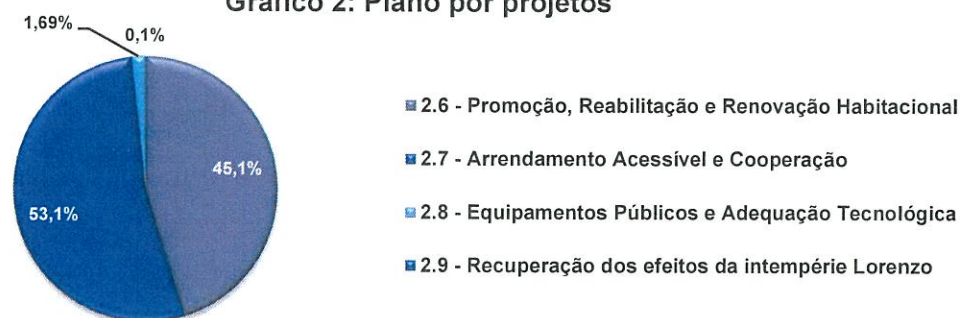 Gráfico 2: Plano por projetos
1,69%
0,1%
45,1%
53,1%
2.6 - Promoção, Reabilitação e Renovação Habitacional
2.7 - Arrendamento Acessível e Cooperação
2.8 - Equipamentos Públicos e Adequação Tecnológica
2.9 - Recuperação dos efeitos da intempérie Lorenzo